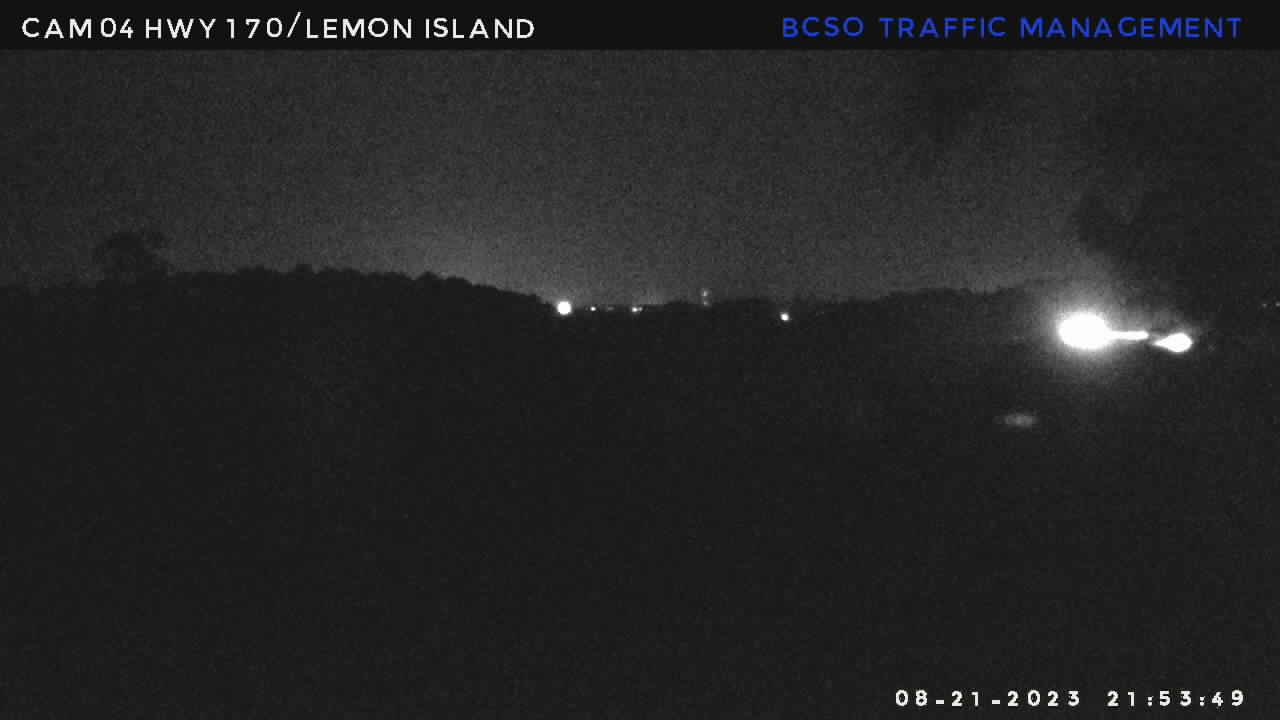 CAM 04 HWY 170/LEMON ISLAND
BCSO TRAFFIC MANAGEMENT
08-21-2023 21:53:49